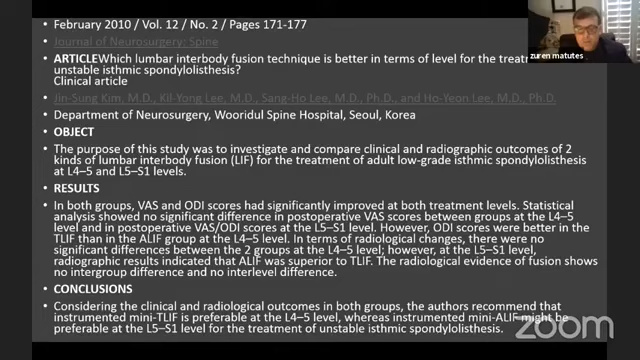 February 2010 / Vol. 12 / No. 2 / Pages 171-177
Journal of Neurosurgery: Spine
ARTICLEWhich lumbar interbody fusion technique is better in terms of level for the treatment of
unstable isthmic spondylolisthesis?
Clinical article
Jin-Sung Kim, M.D., Kil-Yong Lee, M.D., Sang-Ho Lee, M.D., Ph.D., and Ho-Yeon Lee, M.D., Ph.D.
Department of Neurosurgery, Wooridul Spine Hospital, Seoul, Korea
OBJECT
The purpose of this study was to investigate and compare clinical and radiographic outcomes of 2
kinds of lumbar interbody fusion (LIF) for the treatment of adult low-grade isthmic spondylolisthesis
at L4–5 and L5–S1 levels.
RESULTS
In both groups, VAS and ODI scores had significantly improved at both treatment levels. Statistical
analysis showed no significant difference in postoperative VAS scores between groups at the L4–5
level and in postoperative VAS/ODI scores at the L5–S1 level. However, ODI scores were better in the
TLIF than in the ALIF group at the L4–5 level. In terms of radiological changes, there were no
significant differences between the 2 groups at the L4–5 level; however, at the L5–S1 level,
radiographic results indicated that ALIF was superior to TLIF. The radiological evidence of fusion shows
no intergroup difference and no interlevel difference.
CONCLUSIONS
Considering the clinical and radiological outcomes in both groups, the authors recommend that
instrumented mini-TLIF is preferable at the L4–5 level, whereas instrumented mini-ALIF might be
preferable at the L5–S1 level for the treatment of unstable isthmic spondylolisthesis.
zuren matutes
zoom